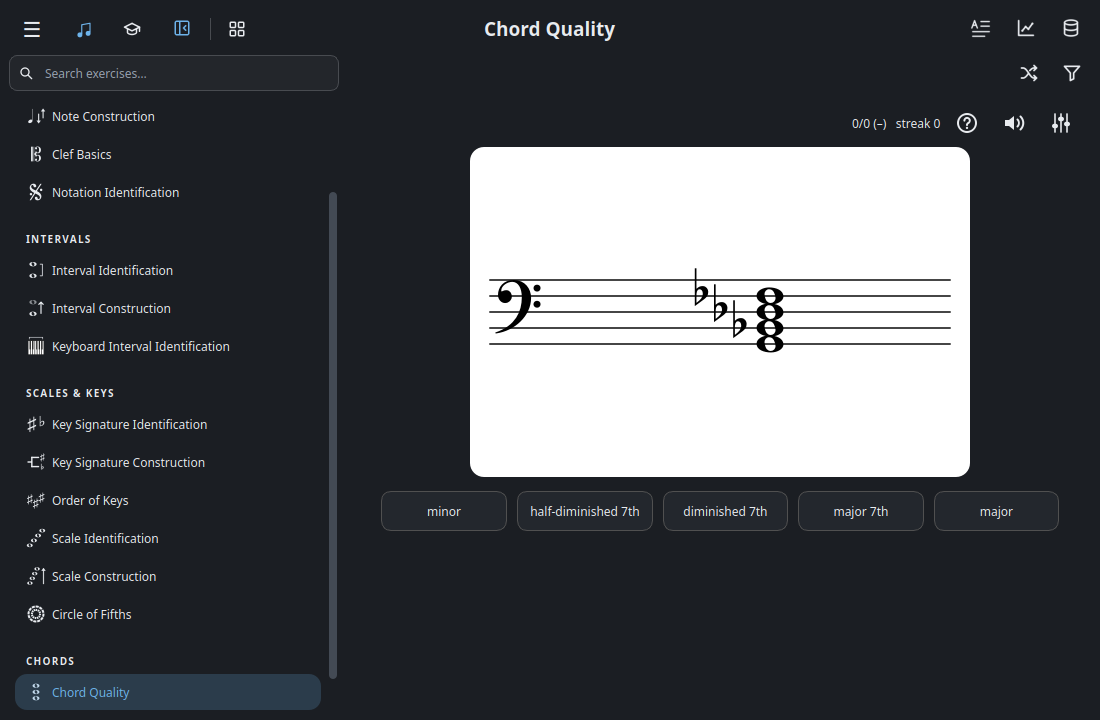 Chord Quality
Search exercises...
0/0 (–) streak 0
Note Construction
Clef Basics
Notation Identification
INTERVALS
Interval Identification
Interval Construction
Keyboard Interval Identification
SCALES & KEYS
Key Signature Identification
Key Signature Construction
Order of Keys
Scale Identification
Scale Construction
Circle of Fifths
CHORDS
Chord Quality
minor
half-diminished 7th
diminished 7th
major 7th
major